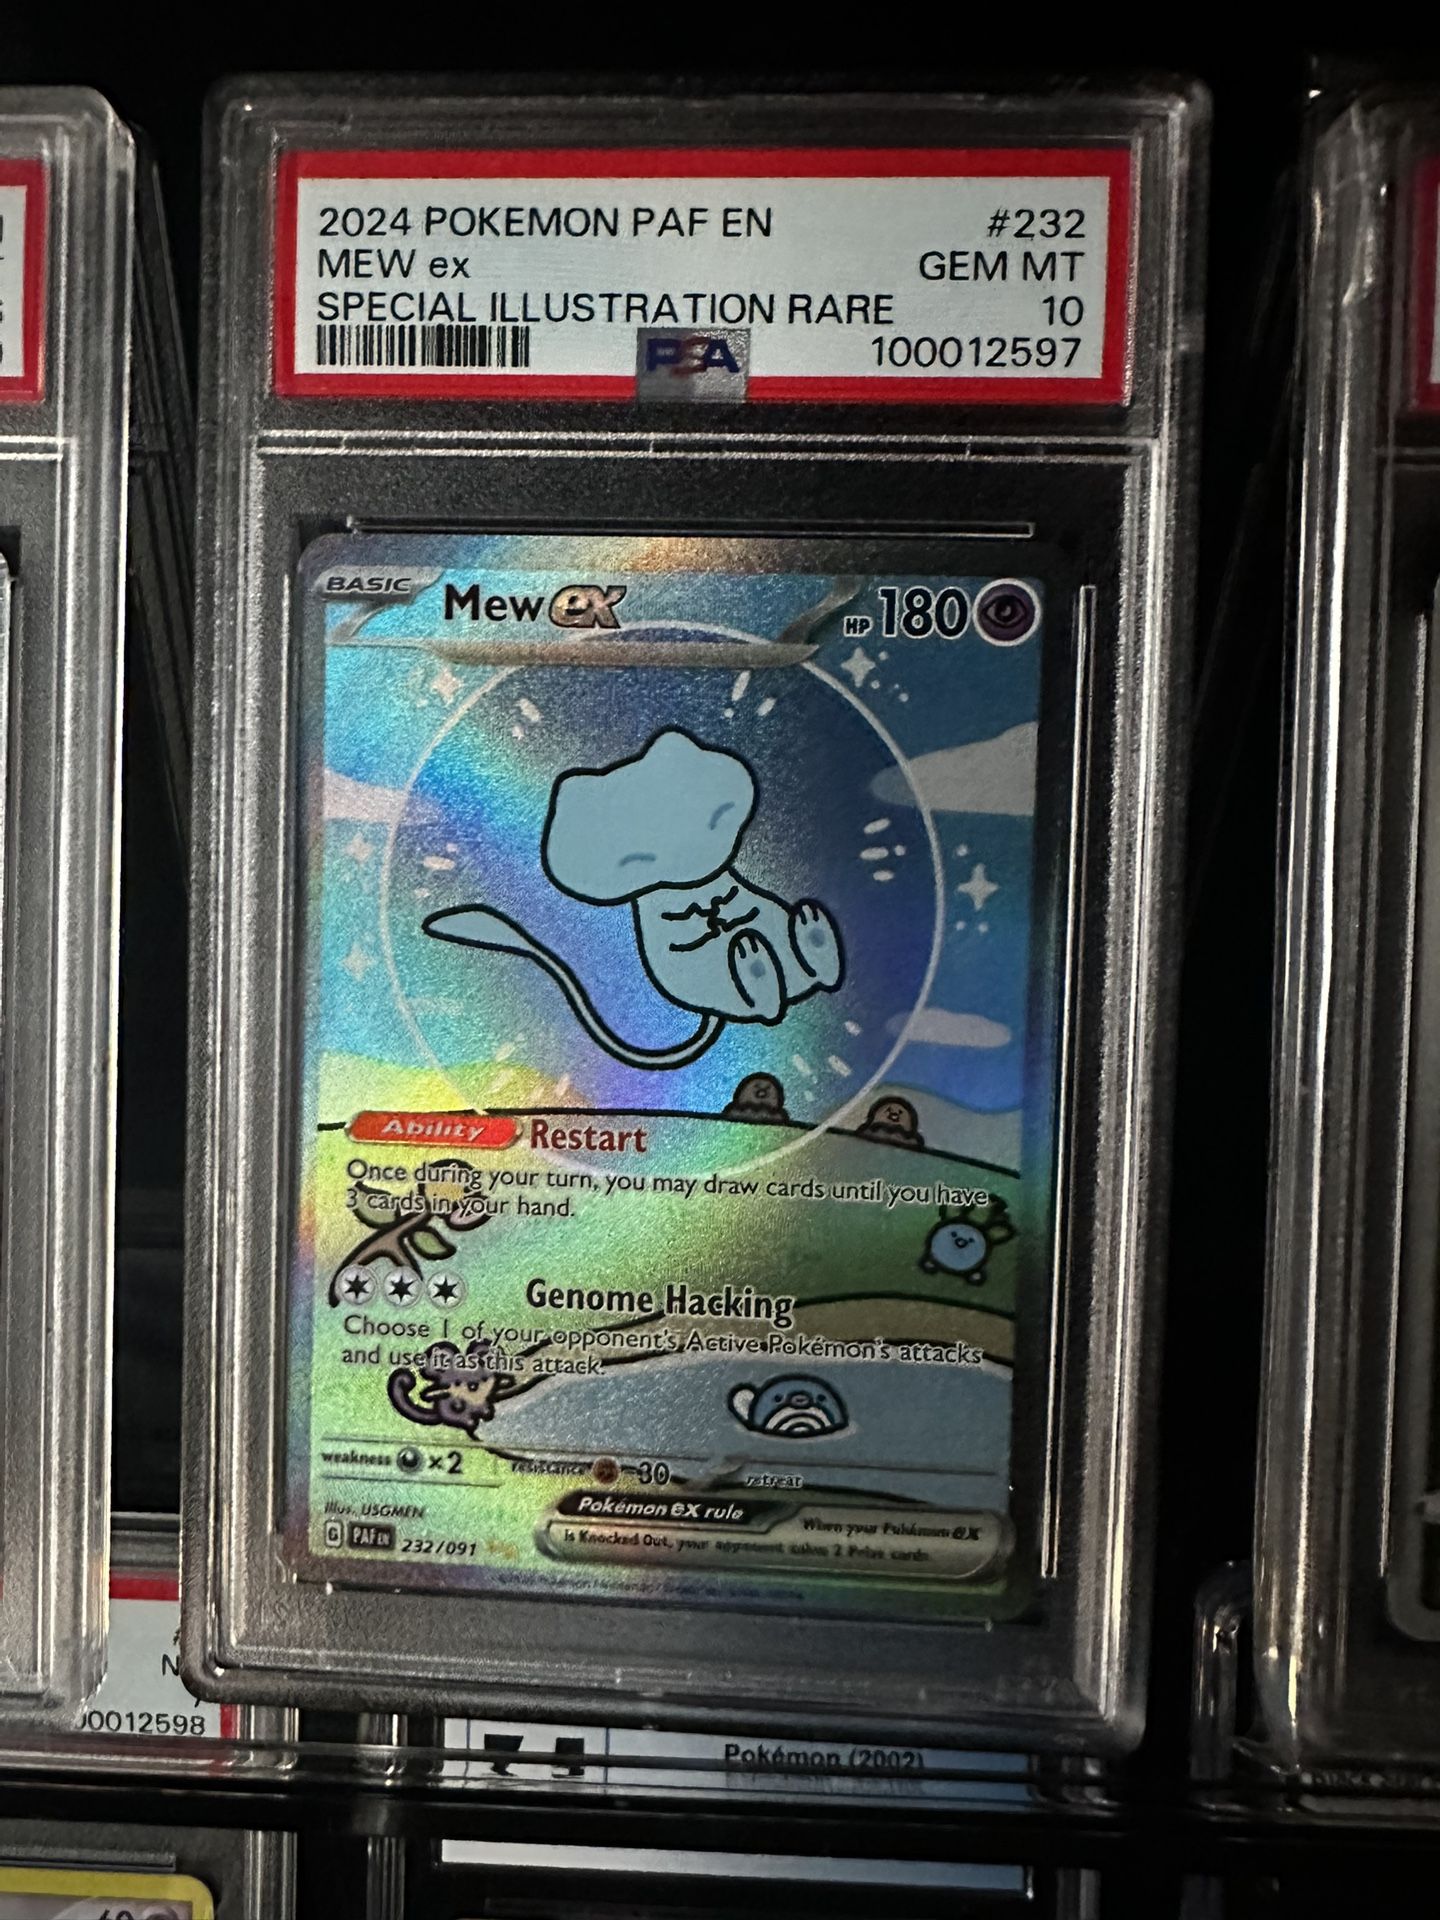 2024 POKEMON PAF EN #232
MEW ex GEM MT
SPECIAL ILLUSTRATION RARE 10
PSA 100012597
BASIC Mew ex HP 180
Ability Restart
Once during your turn, you may draw cards until you have
3 cards in your hand.
Genome Hacking
Choose 1 of your opponent's Active Pokémon's attacks
and use it as this attack.
weakness ×2 resistance -30 retreat
Illus. USGMEN
Pokémon ex rule When your Pokémon ex
is Knocked Out, your opponent takes 2 Prize cards.
G PAF EN 232/091
00012598
Pokémon (2002)
60